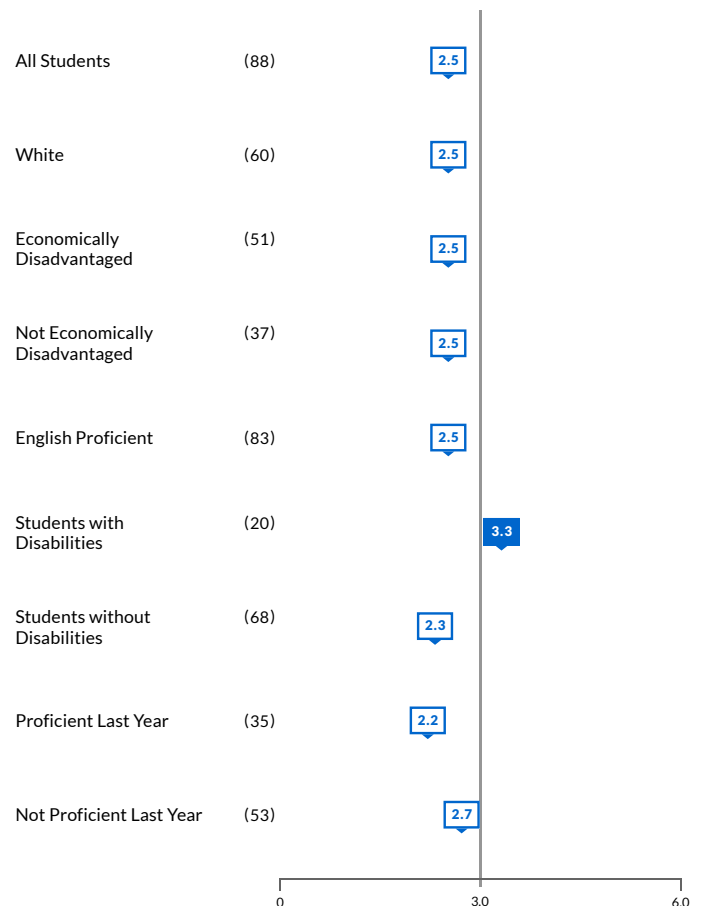 All Students (88) 2.5
White (60) 2.5
Economically (51)
Disadvantaged 2.5
Not Economically (37)
Disadvantaged 2.5
English Proficient (83) 2.5
Students with (20)
Disabilities 3.3
Students without (68)
Disabilities 2.3
Proficient Last Year (35) 2.2
Not Proficient Last Year (53) 2.7
0 3.0 6.0